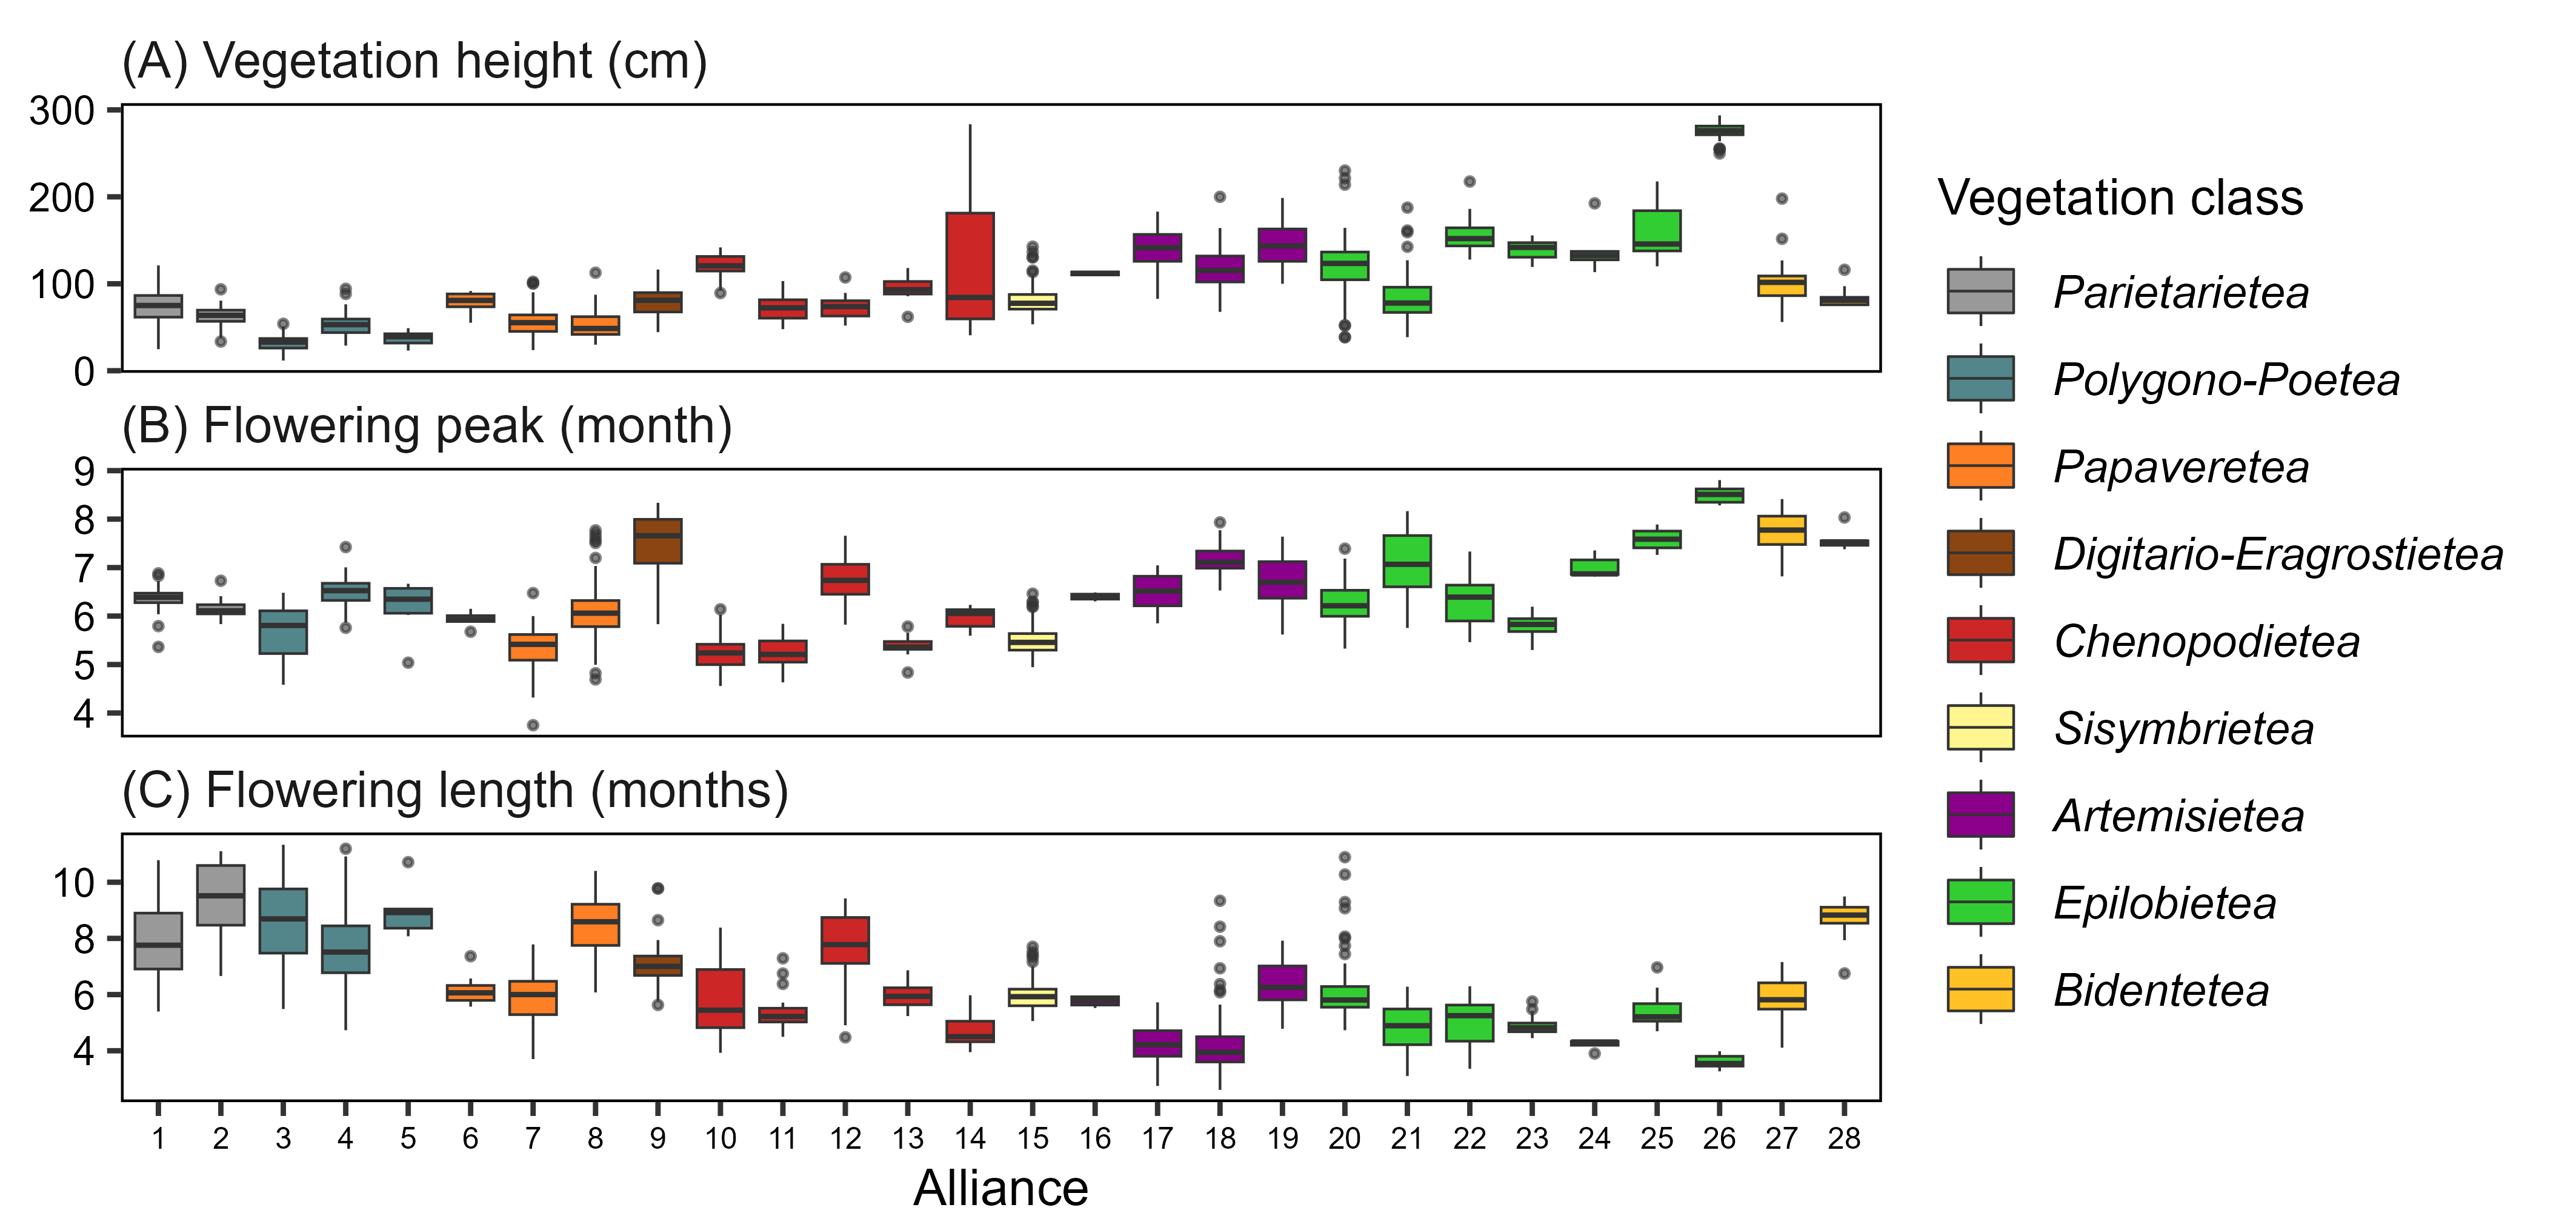 (A) Vegetation height (cm)
300
200
100
0
(B) Flowering peak (month)
9
8
7
6
5
4
(C) Flowering length (months)
10
8
6
4
1 2 3 4 5 6 7 8 9 10 11 12 13 14 15 16 17 18 19 20 21 22 23 24 25 26 27 28
Alliance
Vegetation class
Parietarietea
Polygono-Poetea
Papaveretea
Digitario-Eragrostietea
Chenopodietea
Sisymbrietea
Artemisietea
Epilobietea
Bidentetea